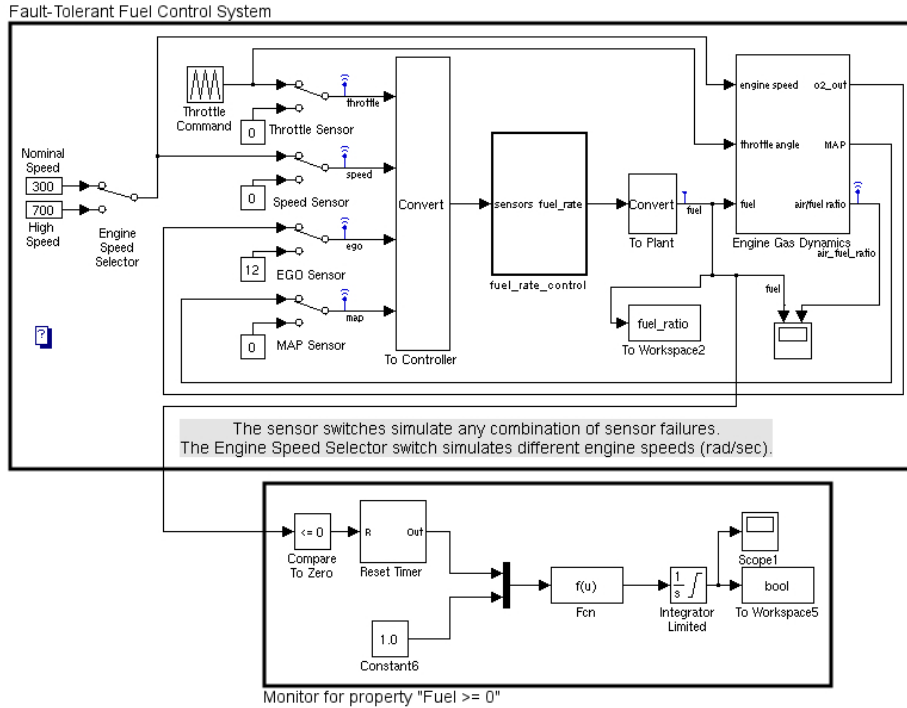 Fault-Tolerant Fuel Control System
Throttle
Command
0
Throttle Sensor
throttle
Nominal
Speed
300
700
High
Speed
Engine
Speed
Selector
0
Speed Sensor
speed
12
EGO Sensor
ego
0
MAP Sensor
map
Convert
To Controller
sensors fuel_rate
fuel_rate_control
Convert
To Plant
fuel
engine speed
o2_out
throttle angle
MAP
fuel
air/fuel ratio
Engine Gas Dynamics
air_fuel_ratio
fuel
fuel_ratio
To Workspace2
?
The sensor switches simulate any combination of sensor failures.
The Engine Speed Selector switch simulates different engine speeds (rad/sec).
<= 0
Compare
To Zero
R Out
Reset Timer
1.0
Constant6
f(u)
Fcn
1
s
Integrator
Limited
Scope1
bool
To Workspace5
Monitor for property "Fuel >= 0"